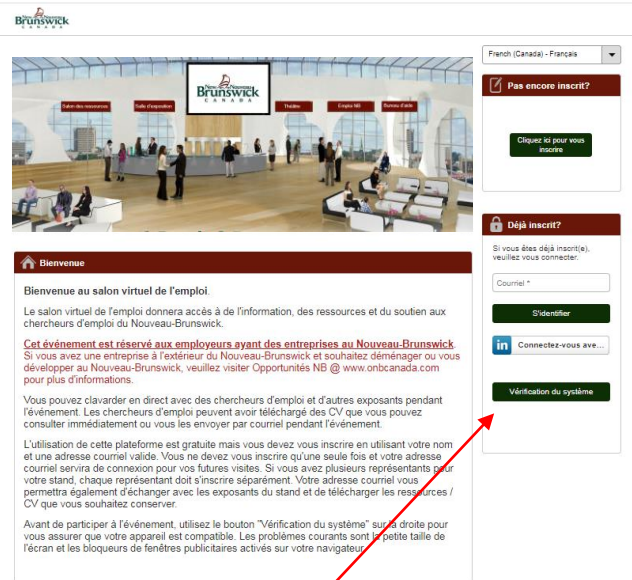 New Nouveau
Brunswick
CANADA
French (Canada) - Français
Pas encore inscrit?
Cliquez ici pour vous
inscrire
New Nouveau
Brunswick
CANADA
Salon des ressources
Salle d'exposition
Théâtre
Emploi NB
Bureau d'aide
Déjà inscrit?
Si vous êtes déjà inscrit(e),
veuillez vous connecter.
Courriel *
S'identifier
in Connectez-vous ave...
Vérification du système
Bienvenue
Bienvenue au salon virtuel de l'emploi.
Le salon virtuel de l'emploi donnera accès à de l'information, des ressources et du soutien aux
chercheurs d'emploi du Nouveau-Brunswick.
Cet événement est réservé aux employeurs ayant des entreprises au Nouveau-Brunswick.
Si vous avez une entreprise à l'extérieur du Nouveau-Brunswick et souhaitez déménager ou vous
développer au Nouveau-Brunswick, veuillez visiter Opportunités NB @ www.onbcanada.com
pour plus d'informations.
Vous pouvez clavarder en direct avec des chercheurs d'emploi et d'autres exposants pendant
l'événement. Les chercheurs d'emploi peuvent avoir téléchargé des CV que vous pouvez
consulter immédiatement ou vous les envoyer par courriel pendant l'événement.
L'utilisation de cette plateforme est gratuite mais vous devez vous inscrire en utilisant votre nom
et une adresse courriel valide. Vous ne devez vous inscrire qu'une seule fois et votre adresse
courriel servira de connexion pour vos futures visites. Si vous avez plusieurs représentants pour
votre stand, chaque représentant doit s'inscrire séparément. Votre adresse courriel vous
permettra également d'échanger avec les exposants du stand et de télécharger les ressources /
CV que vous souhaitez conserver.
Avant de participer à l'événement, utilisez le bouton "Vérification du système" sur la droite pour
vous assurer que votre appareil est compatible. Les problèmes courants sont la petite taille de
l'écran et les bloqueurs de fenêtres publicitaires activés sur votre navigateur.